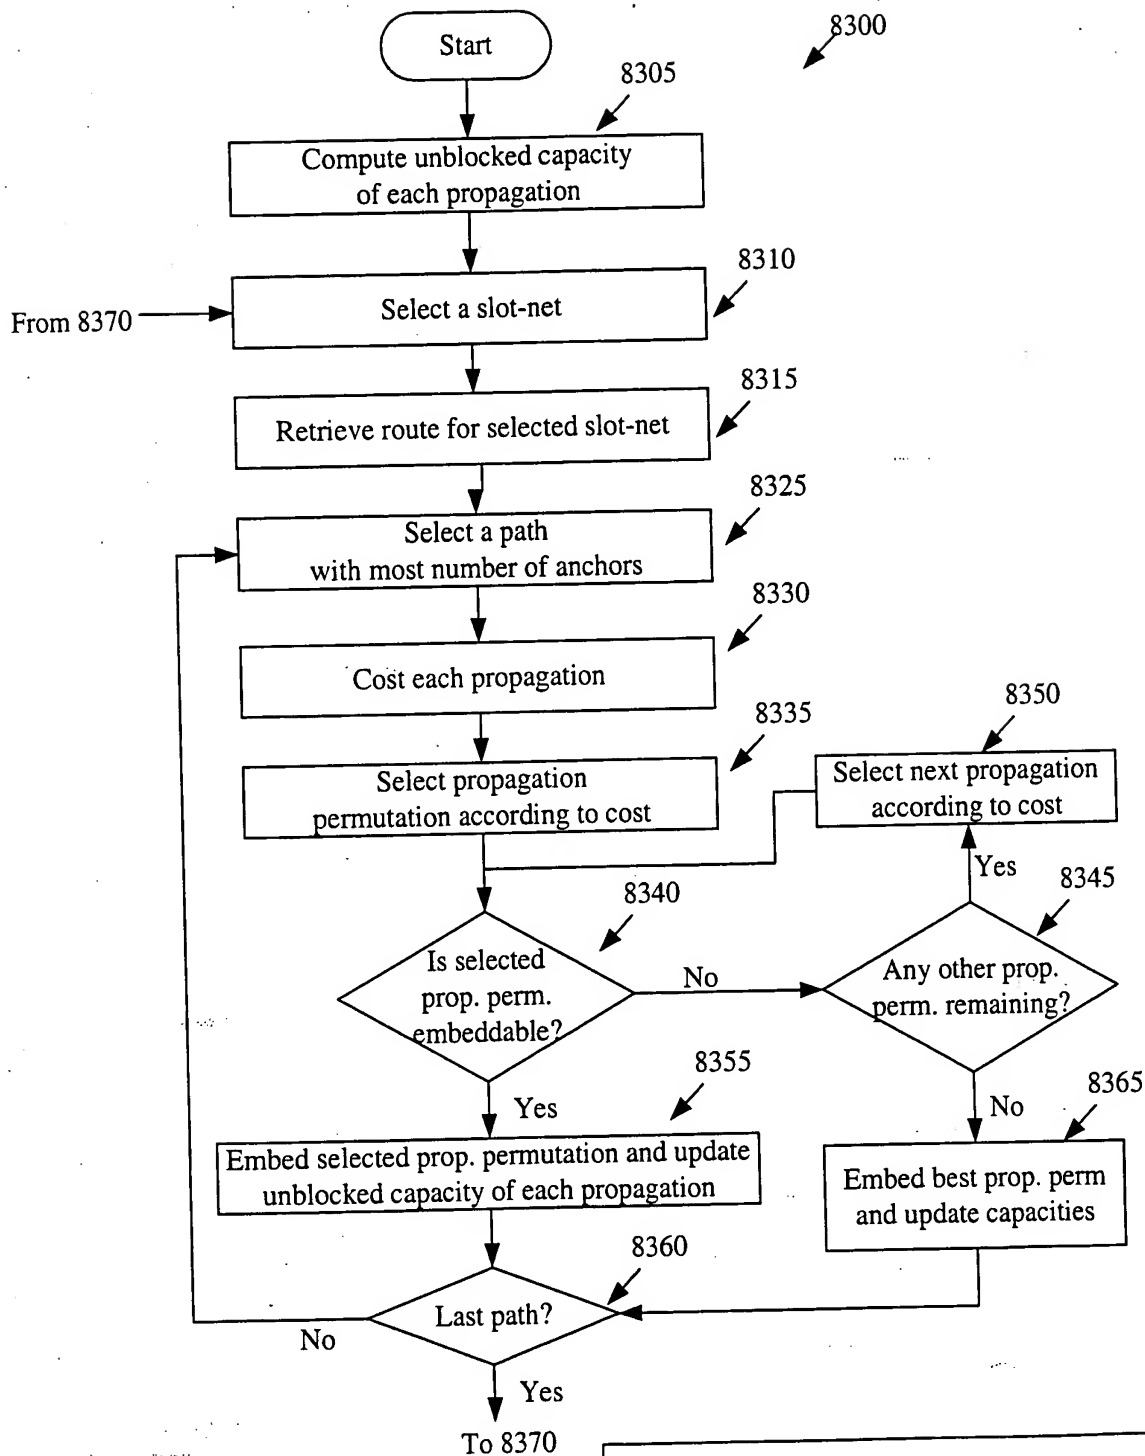 Start
8300
8305
Compute unblocked capacity
of each propagation
8310
Select a slot-net
From 8370
8315
Retrieve route for selected slot-net
8325
Select a path
with most number of anchors
8330
Cost each propagation
8335
Select propagation
permutation according to cost
8350
Select next propagation
according to cost
Yes
8340
Is selected
prop. perm.
embeddable?
No
8345
Any other prop.
perm. remaining?
8355
Yes
Embed selected prop. permutation and update
unblocked capacity of each propagation
No
8365
Embed best prop. perm
and update capacities
8360
Last path?
No
Yes
To 8370